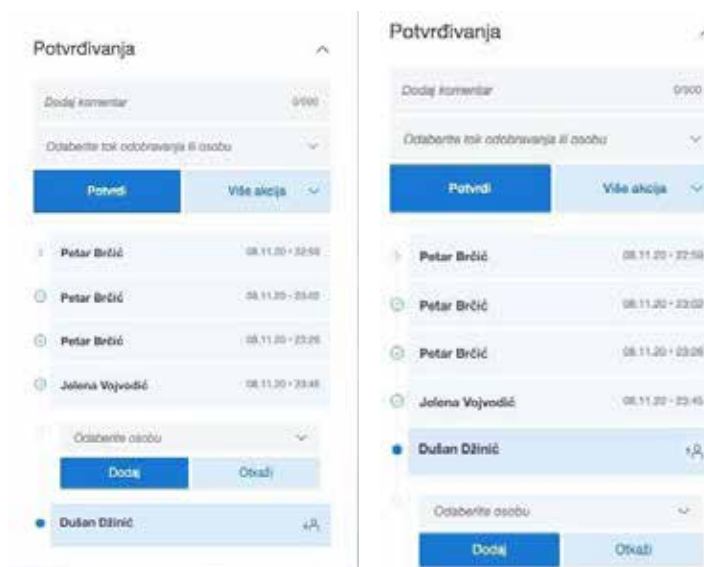 Potvrđivanja
Dodaj komentar 0/500
Odaberite tok odobravanja ili osobu
Potvrdi Više akcija
Petar Brčić 08.11.20 - 22:59
Petar Brčić 08.11.20 - 23:02
Petar Brčić 08.11.20 - 23:26
Jelena Vojvodić 08.11.20 - 23:45
Odaberite osobu
Dodaj Otkaži
Dušan Džinić
Potvrđivanja
Dodaj komentar 0/500
Odaberite tok odobravanja ili osobu
Potvrdi Više akcija
Petar Brčić 08.11.20 - 22:59
Petar Brčić 08.11.20 - 23:02
Petar Brčić 08.11.20 - 23:26
Jelena Vojvodić 08.11.20 - 23:45
Dušan Džinić
Odaberite osobu
Dodaj Otkaži